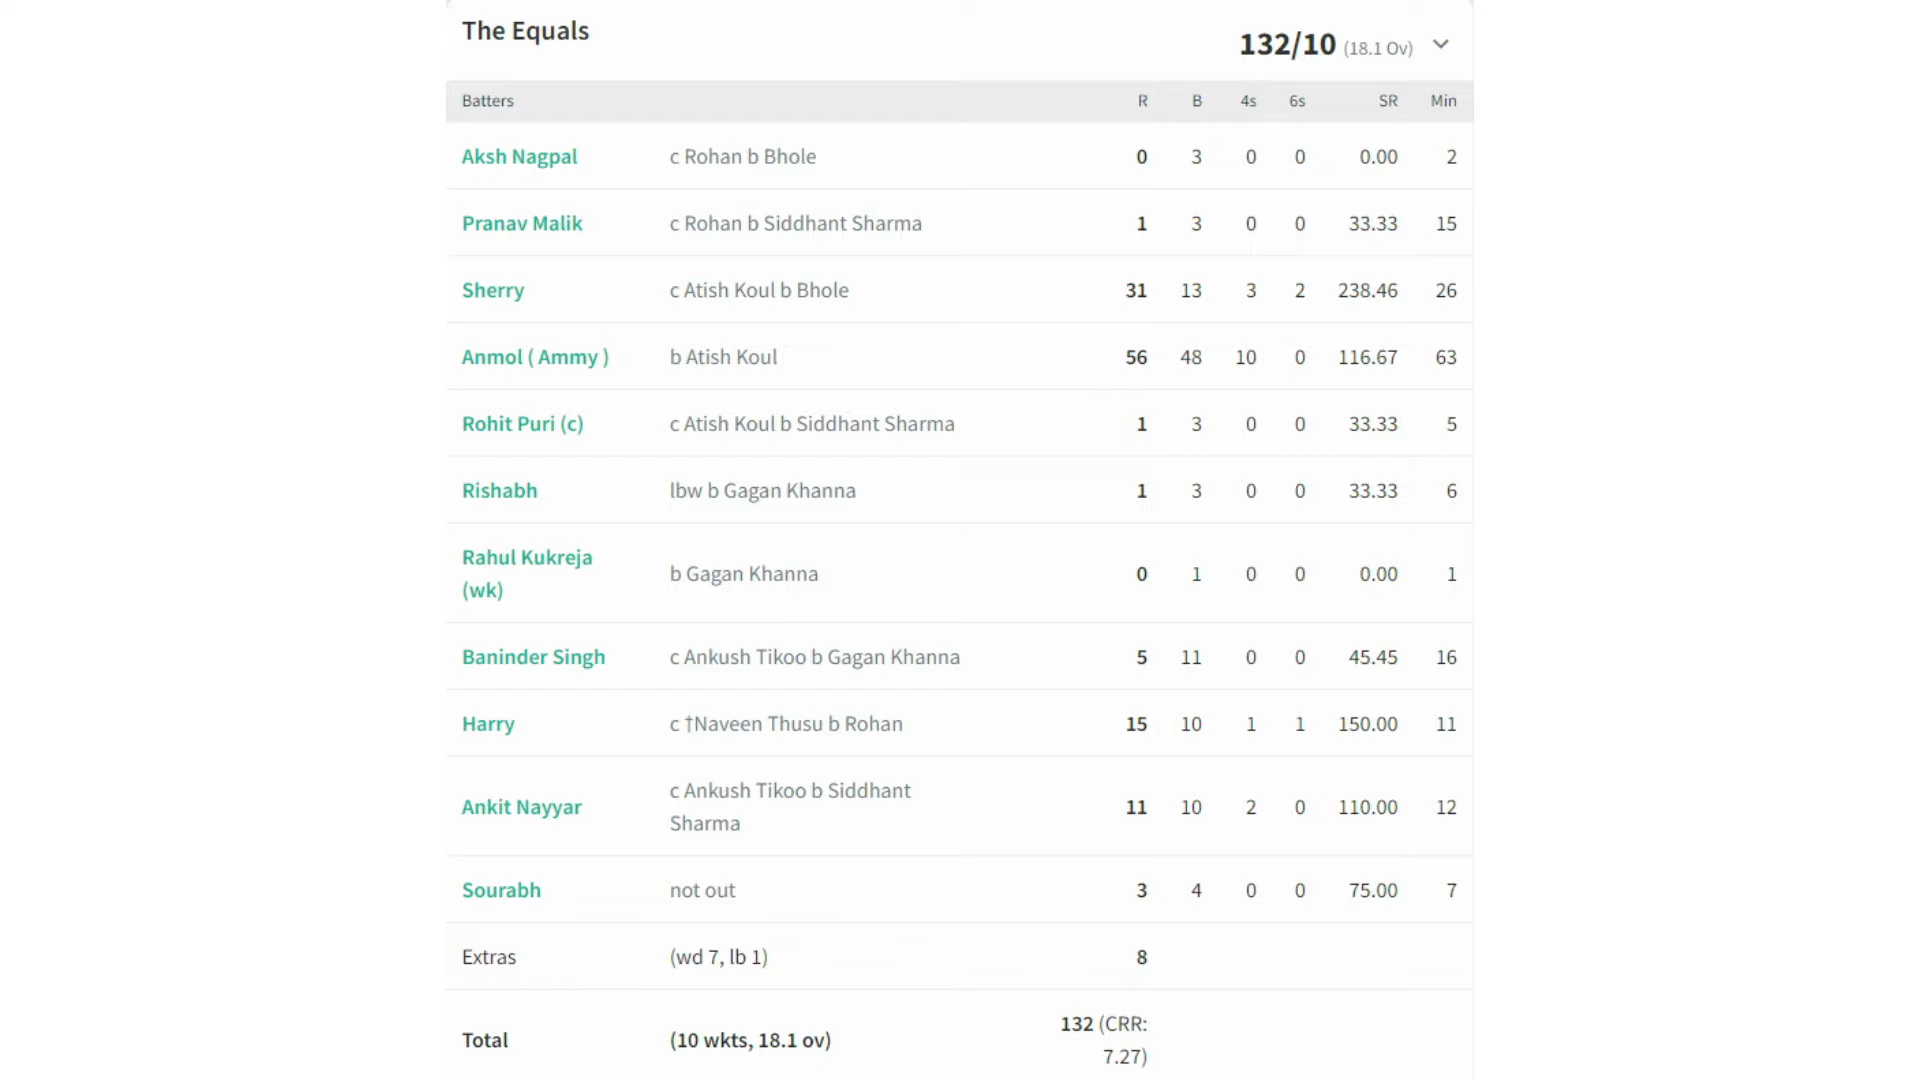 The Equals
132/10 (18.1 Ov)
Batters R B 4s 6s SR Min
Aksh Nagpal c Rohan b Bhole 0 3 0 0 0.00 2
Pranav Malik c Rohan b Siddhant Sharma 1 3 0 0 33.33 15
Sherry c Atish Koul b Bhole 31 13 3 2 238.46 26
Anmol ( Ammy ) b Atish Koul 56 48 10 0 116.67 63
Rohit Puri (c) c Atish Koul b Siddhant Sharma 1 3 0 0 33.33 5
Rishabh lbw b Gagan Khanna 1 3 0 0 33.33 6
Rahul Kukreja
(wk) b Gagan Khanna 0 1 0 0 0.00 1
Baninder Singh c Ankush Tikoo b Gagan Khanna 5 11 0 0 45.45 16
Harry c †Naveen Thusu b Rohan 15 10 1 1 150.00 11
Ankit Nayyar c Ankush Tikoo b Siddhant
Sharma 11 10 2 0 110.00 12
Sourabh not out 3 4 0 0 75.00 7
Extras (wd 7, lb 1) 8
Total (10 wkts, 18.1 ov) 132 (CRR:
7.27)